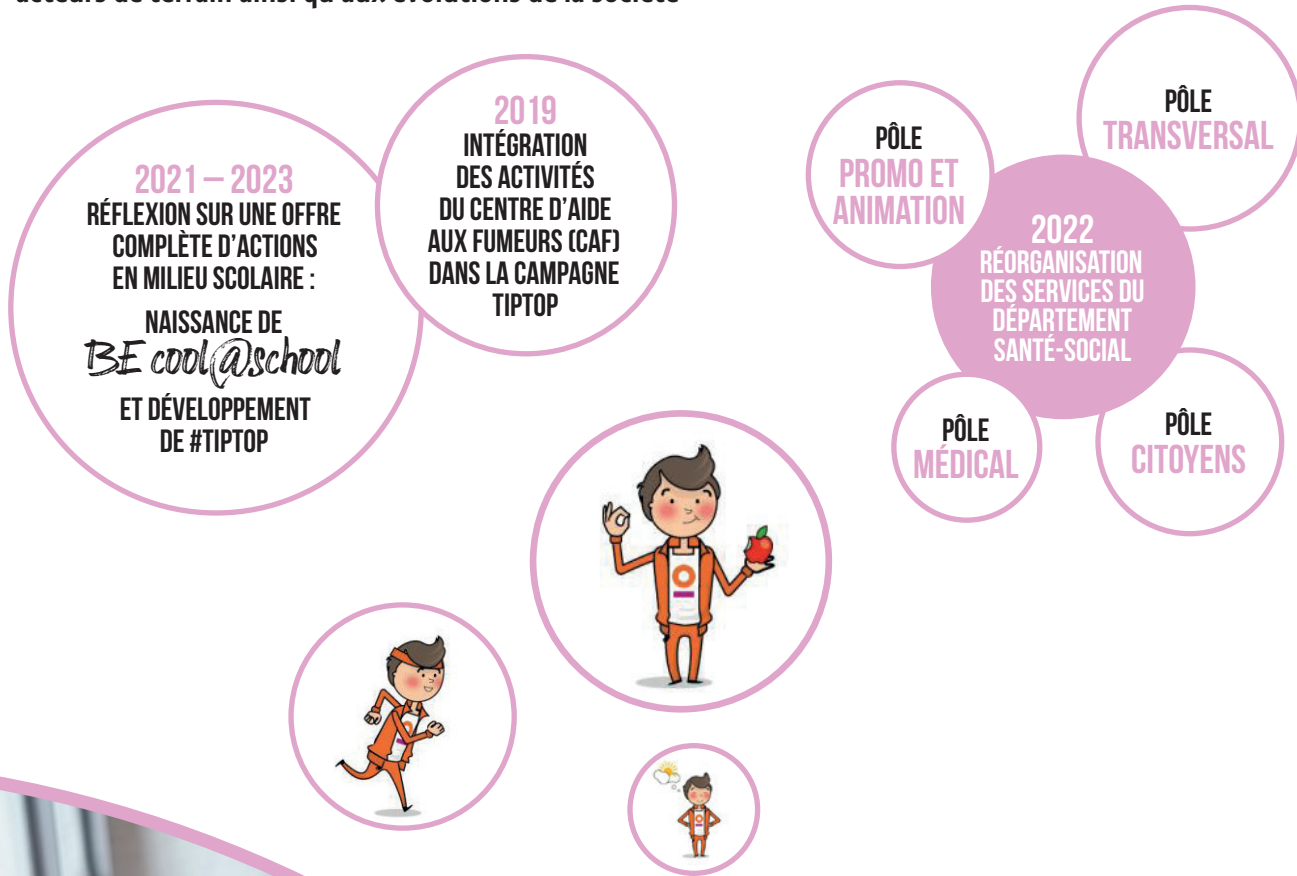 acteurs de terrain ainsi qu'aux évolutions de la société
2021 – 2023
RÉFLEXION SUR UNE OFFRE
COMPLÈTE D'ACTIONS
EN MILIEU SCOLAIRE :
NAISSANCE DE
BE cool@school
ET DÉVELOPPEMENT
DE #TIPTOP
2019
INTÉGRATION
DES ACTIVITÉS
DU CENTRE D'AIDE
AUX FUMEURS (CAF)
DANS LA CAMPAGNE
TIPTOP
PÔLE
PROMO ET
ANIMATION
PÔLE
TRANSVERSAL
2022
RÉORGANISATION
DES SERVICES DU
DÉPARTEMENT
SANTÉ-SOCIAL
PÔLE
MÉDICAL
PÔLE
CITOYENS